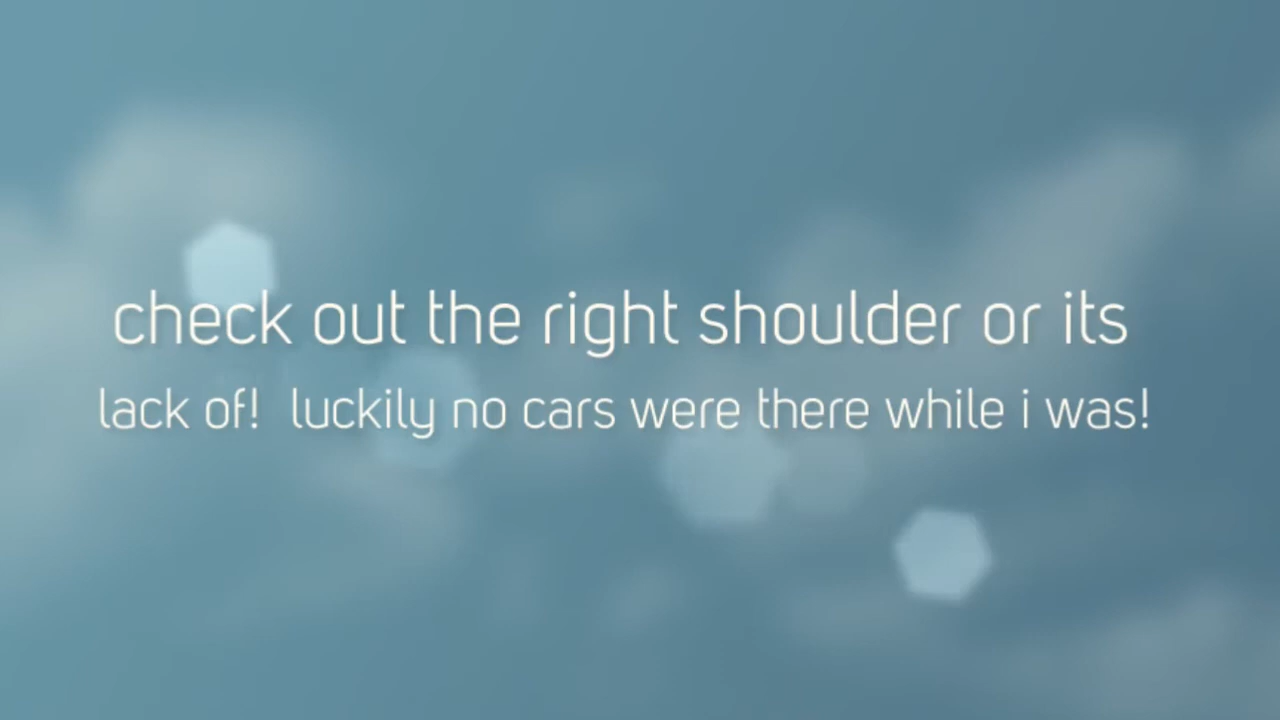 check out the right shoulder or its
lack of!  luckily no cars were there while i was!